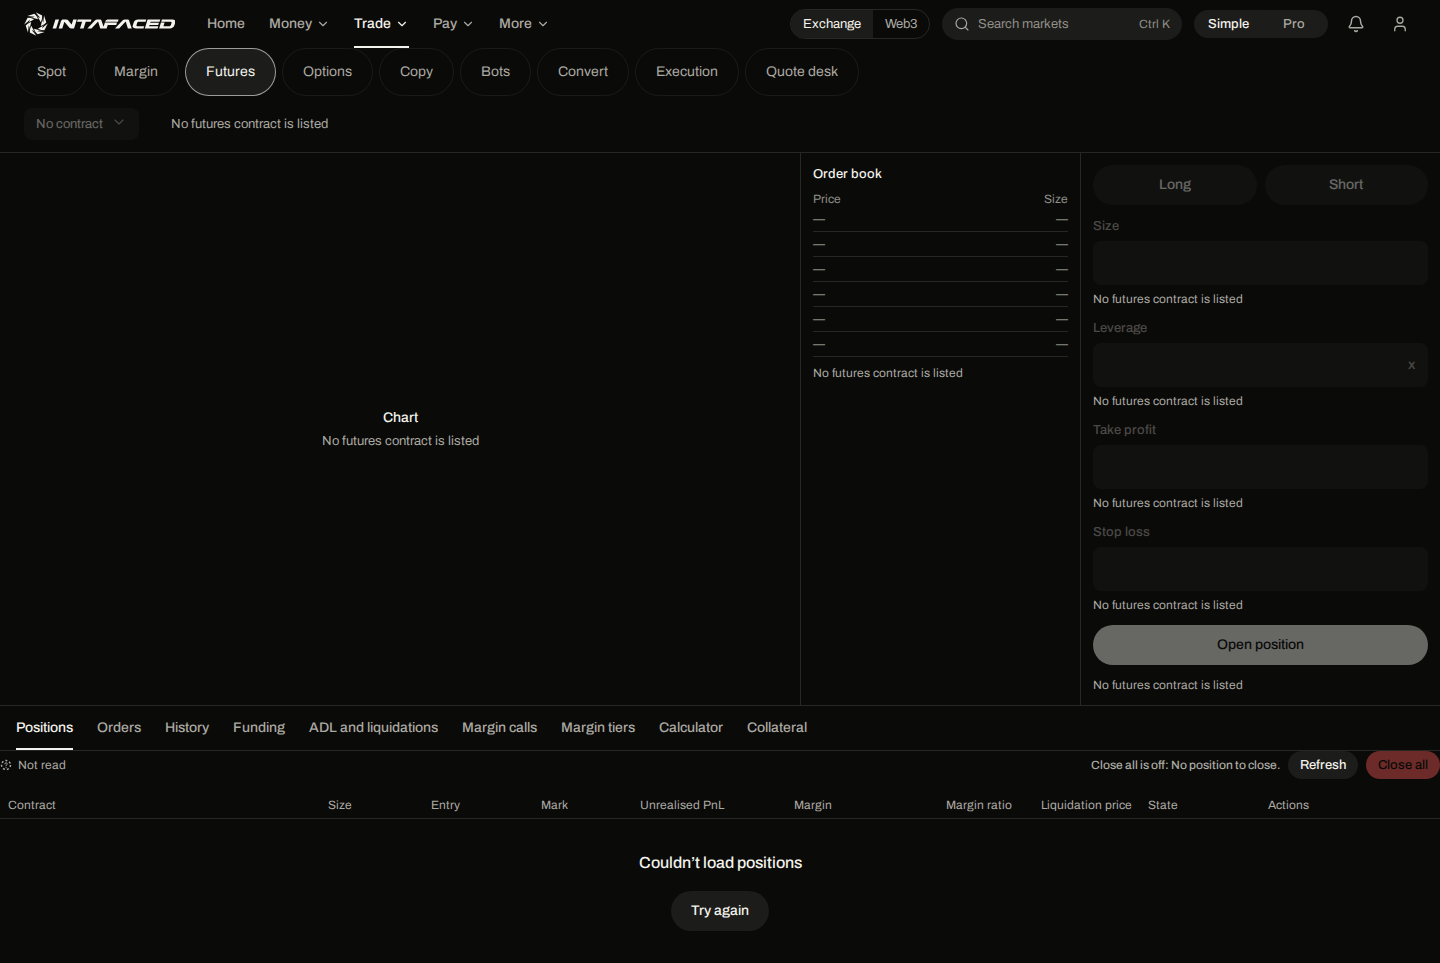 INTAFACED Home Money Trade Pay More Exchange Web3 Search markets Ctrl K Simple Pro
Spot Margin Futures Options Copy Bots Convert Execution Quote desk
No contract No futures contract is listed
Order book
Price Size
— —
— —
— —
— —
— —
— —
No futures contract is listed
Chart
No futures contract is listed
Long Short
Size
No futures contract is listed
Leverage
x
No futures contract is listed
Take profit
No futures contract is listed
Stop loss
No futures contract is listed
Open position
No futures contract is listed
Positions Orders History Funding ADL and liquidations Margin calls Margin tiers Calculator Collateral
Not read Close all is off: No position to close. Refresh Close all
Contract Size Entry Mark Unrealised PnL Margin Margin ratio Liquidation price State Actions
Couldn’t load positions
Try again